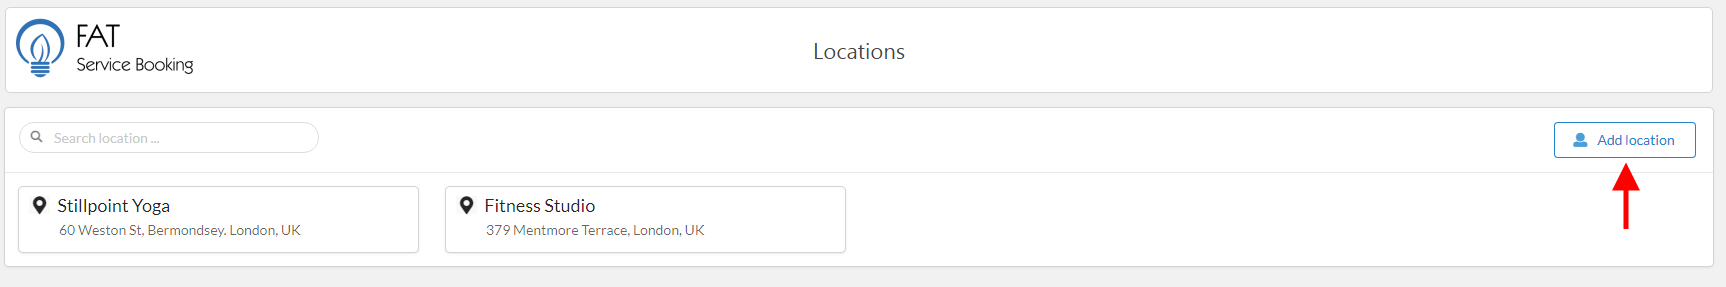 FAT
Service Booking
Locations
Search location ...
Add location
Stillpoint Yoga
60 Weston St, Bermondsey. London, UK
Fitness Studio
379 Mentmore Terrace, London, UK